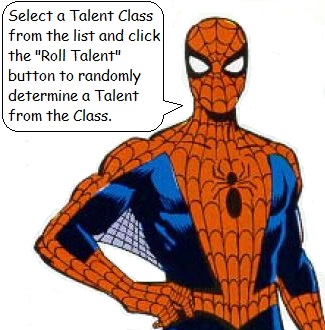 Select a Talent Class
from the list and click
the "Roll Talent"
button to randomly
determine a Talent
from the Class.